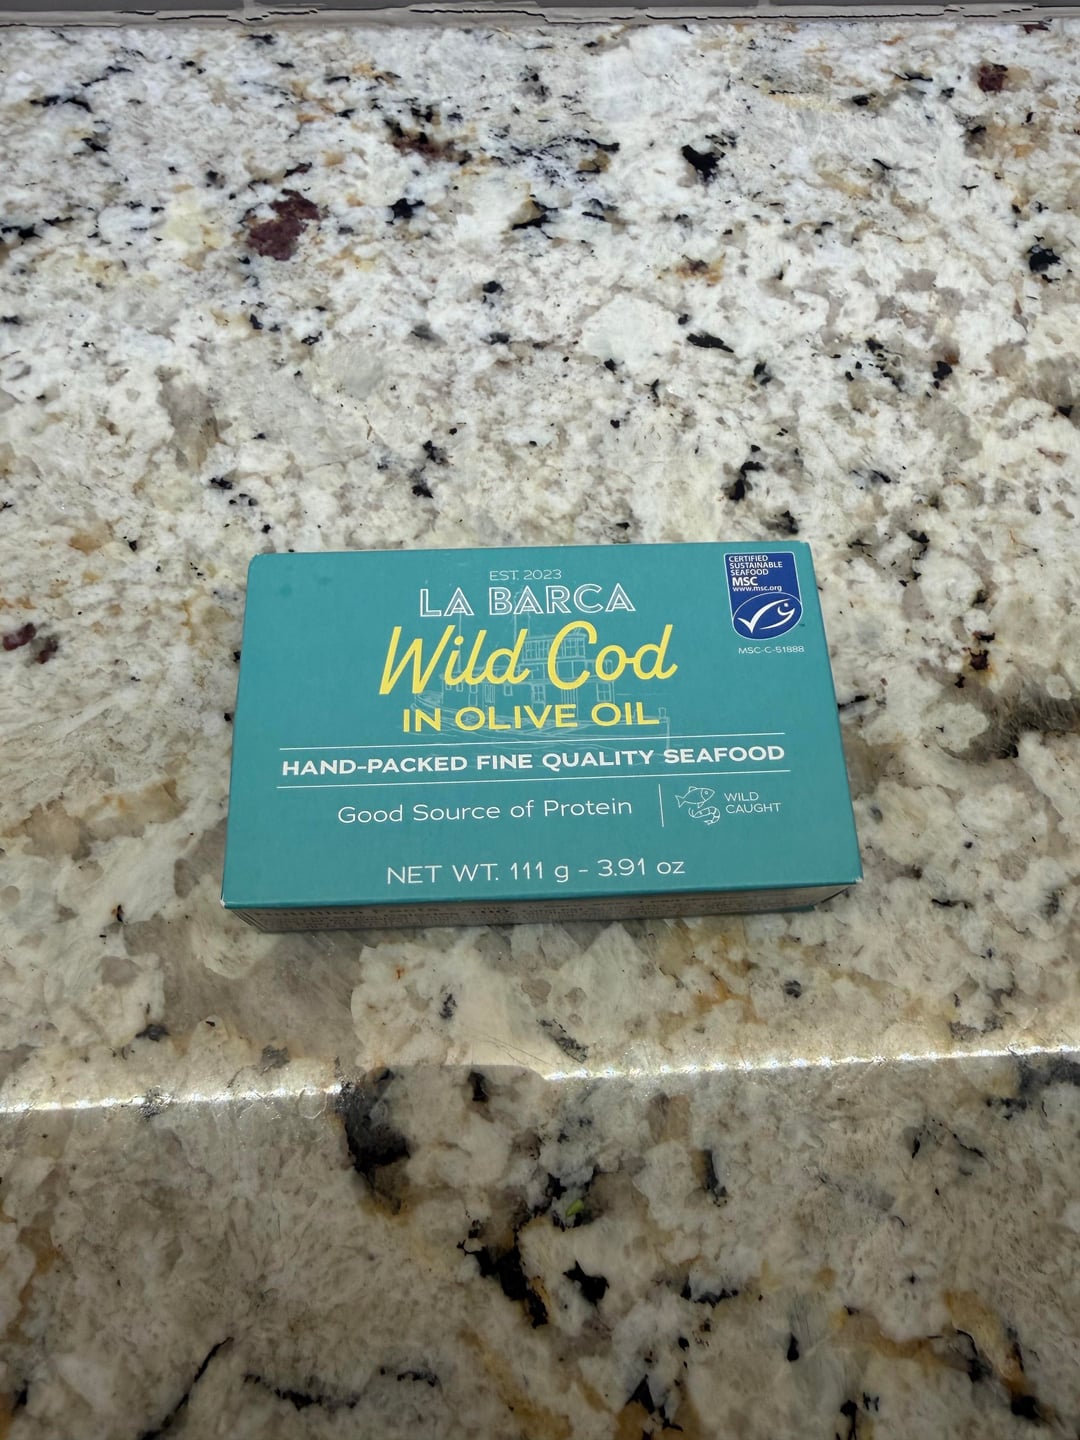 EST. 2023
LA BARCA
Wild Cod
IN OLIVE OIL
HAND-PACKED FINE QUALITY SEAFOOD
Good Source of Protein
WILD
CAUGHT
NET WT. 111 g - 3.91 oz
CERTIFIED
SUSTAINABLE
SEAFOOD
MSC
www.msc.org
TM
MSC-C-51888